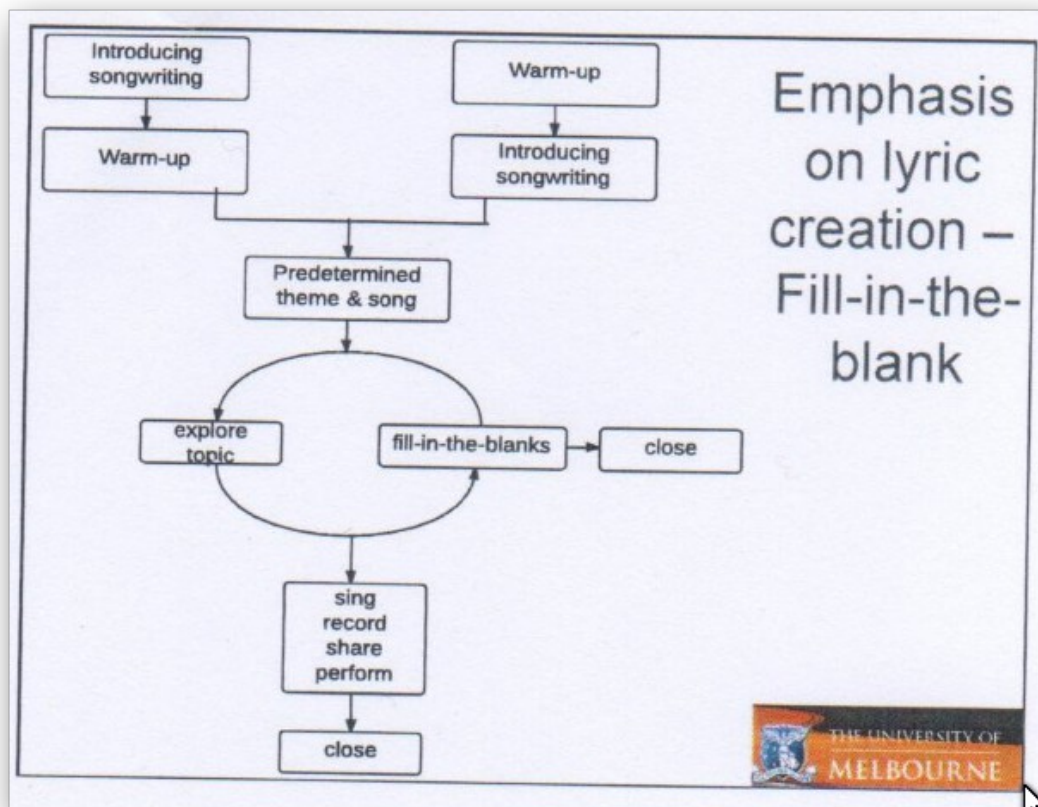 Introducing
songwriting
Warm-up
Warm-up
Introducing
songwriting
Emphasis
on lyric
creation –
Fill-in-the-
blank
Predetermined
theme & song
explore
topic
fill-in-the-blanks
close
sing
record
share
perform
close
THE UNIVERSITY OF
MELBOURNE